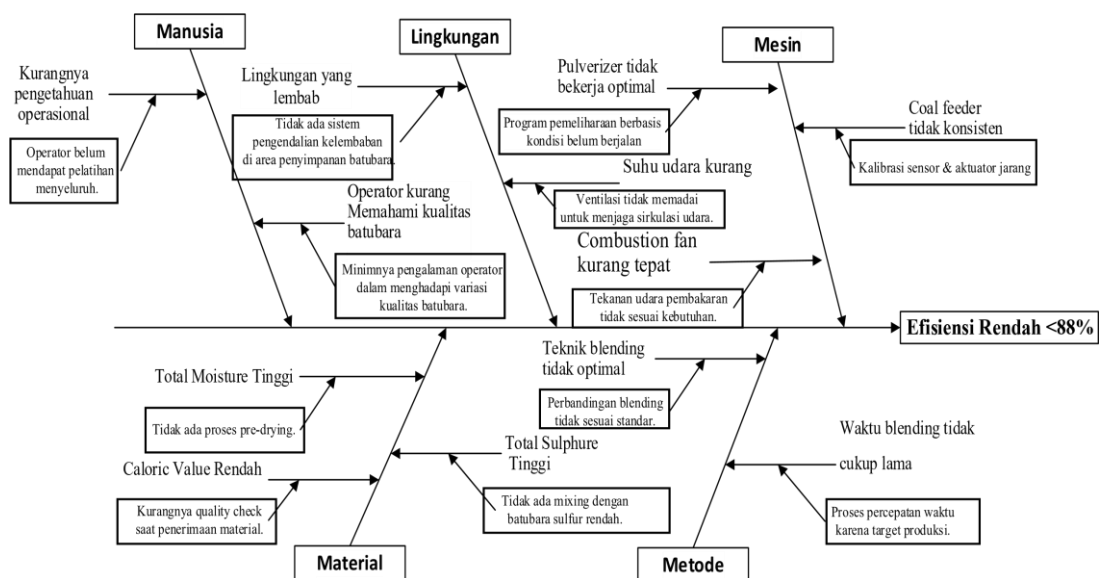 Manusia
Lingkungan
Mesin
Kurangnya
pengetahuan
operasional
Operator belum
mendapat pelatihan
menyeluruh.
Operator kurang
Memahami kualitas
batubara
Minimnya pengalaman operator
dalam menghadapi variasi
kualitas batubara.
Lingkungan yang
lembab
Tidak ada sistem
pengendalian kelembaban
di area penyimpanan batubara.
Suhu udara kurang
Ventilasi tidak memadai
untuk menjaga sirkulasi udara.
Pulverizer tidak
bekerja optimal
Program pemeliharaan berbasis
kondisi belum berjalan
Coal feeder
tidak konsisten
Kalibrasi sensor & aktuator jarang
Combustion fan
kurang tepat
Tekanan udara pembakaran
tidak sesuai kebutuhan.
Efisiensi Rendah <88%
Total Moisture Tinggi
Tidak ada proses pre-drying.
Caloric Value Rendah
Kurangnya quality check
saat penerimaan material.
Total Sulphure
Tinggi
Tidak ada mixing dengan
batubara sulfur rendah.
Teknik blending
tidak optimal
Perbandingan blending
tidak sesuai standar.
Waktu blending tidak
cukup lama
Proses percepatan waktu
karena target produksi.
Material
Metode